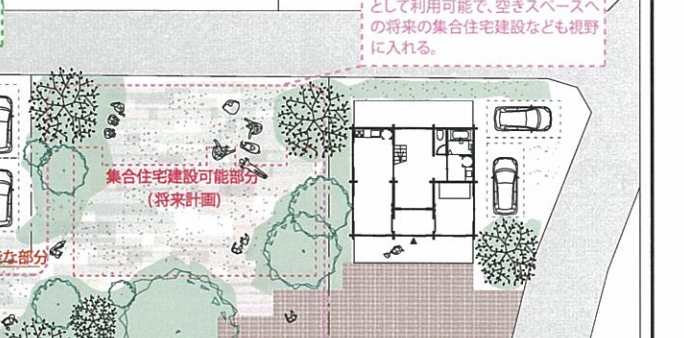 として利用可能で、空きスペースへ
の将来の集合住宅建設なども視野
に入れる。
集合住宅建設可能部分
(将来計画)
な部分